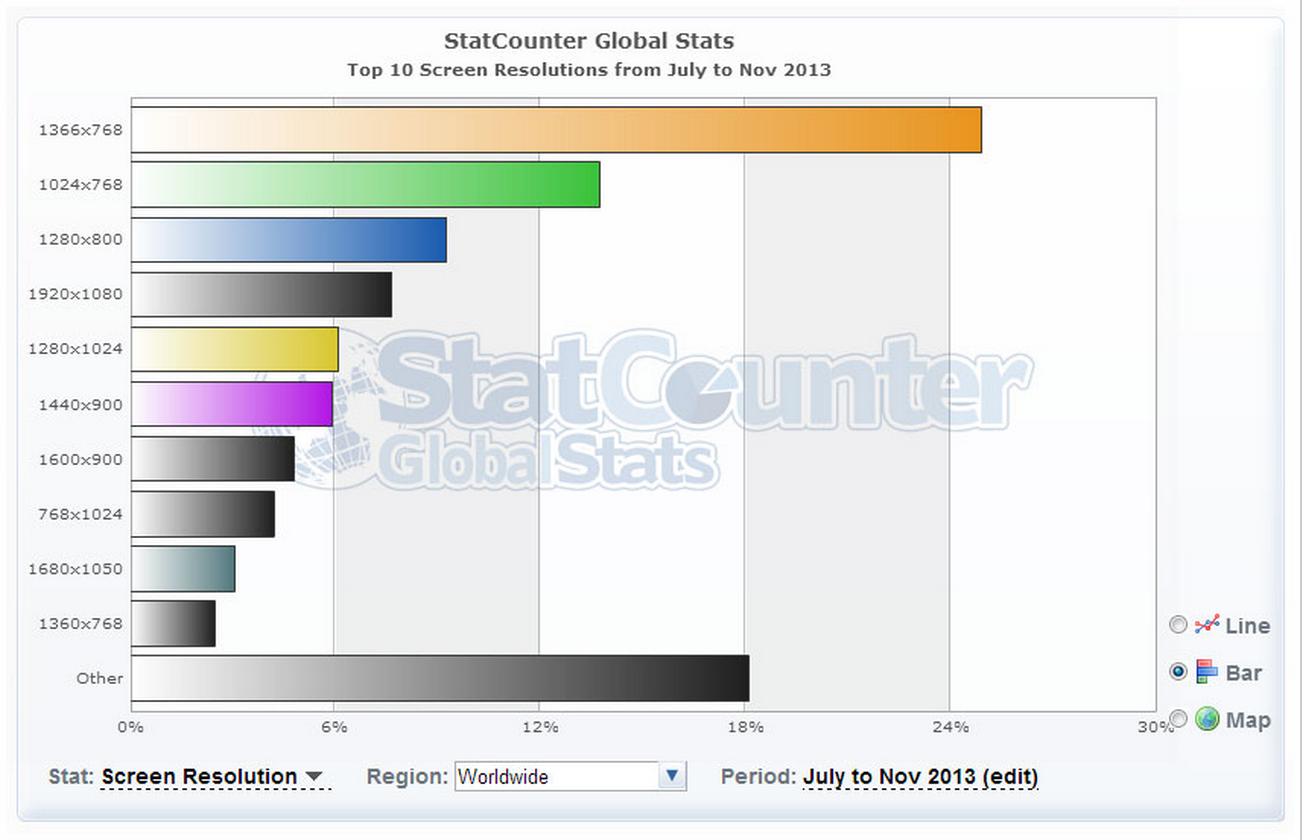 StatCounter Global Stats
Top 10 Screen Resolutions from July to Nov 2013
1366x768
1024x768
1280x800
1920x1080
1280x1024
1440x900
1600x900
768x1024
1680x1050
1360x768
Other
StatCounter
GlobalStats
0% 6% 12% 18% 24% 30%
Line
Bar
Map
Stat: Screen Resolution Region: Worldwide Period: July to Nov 2013 (edit)